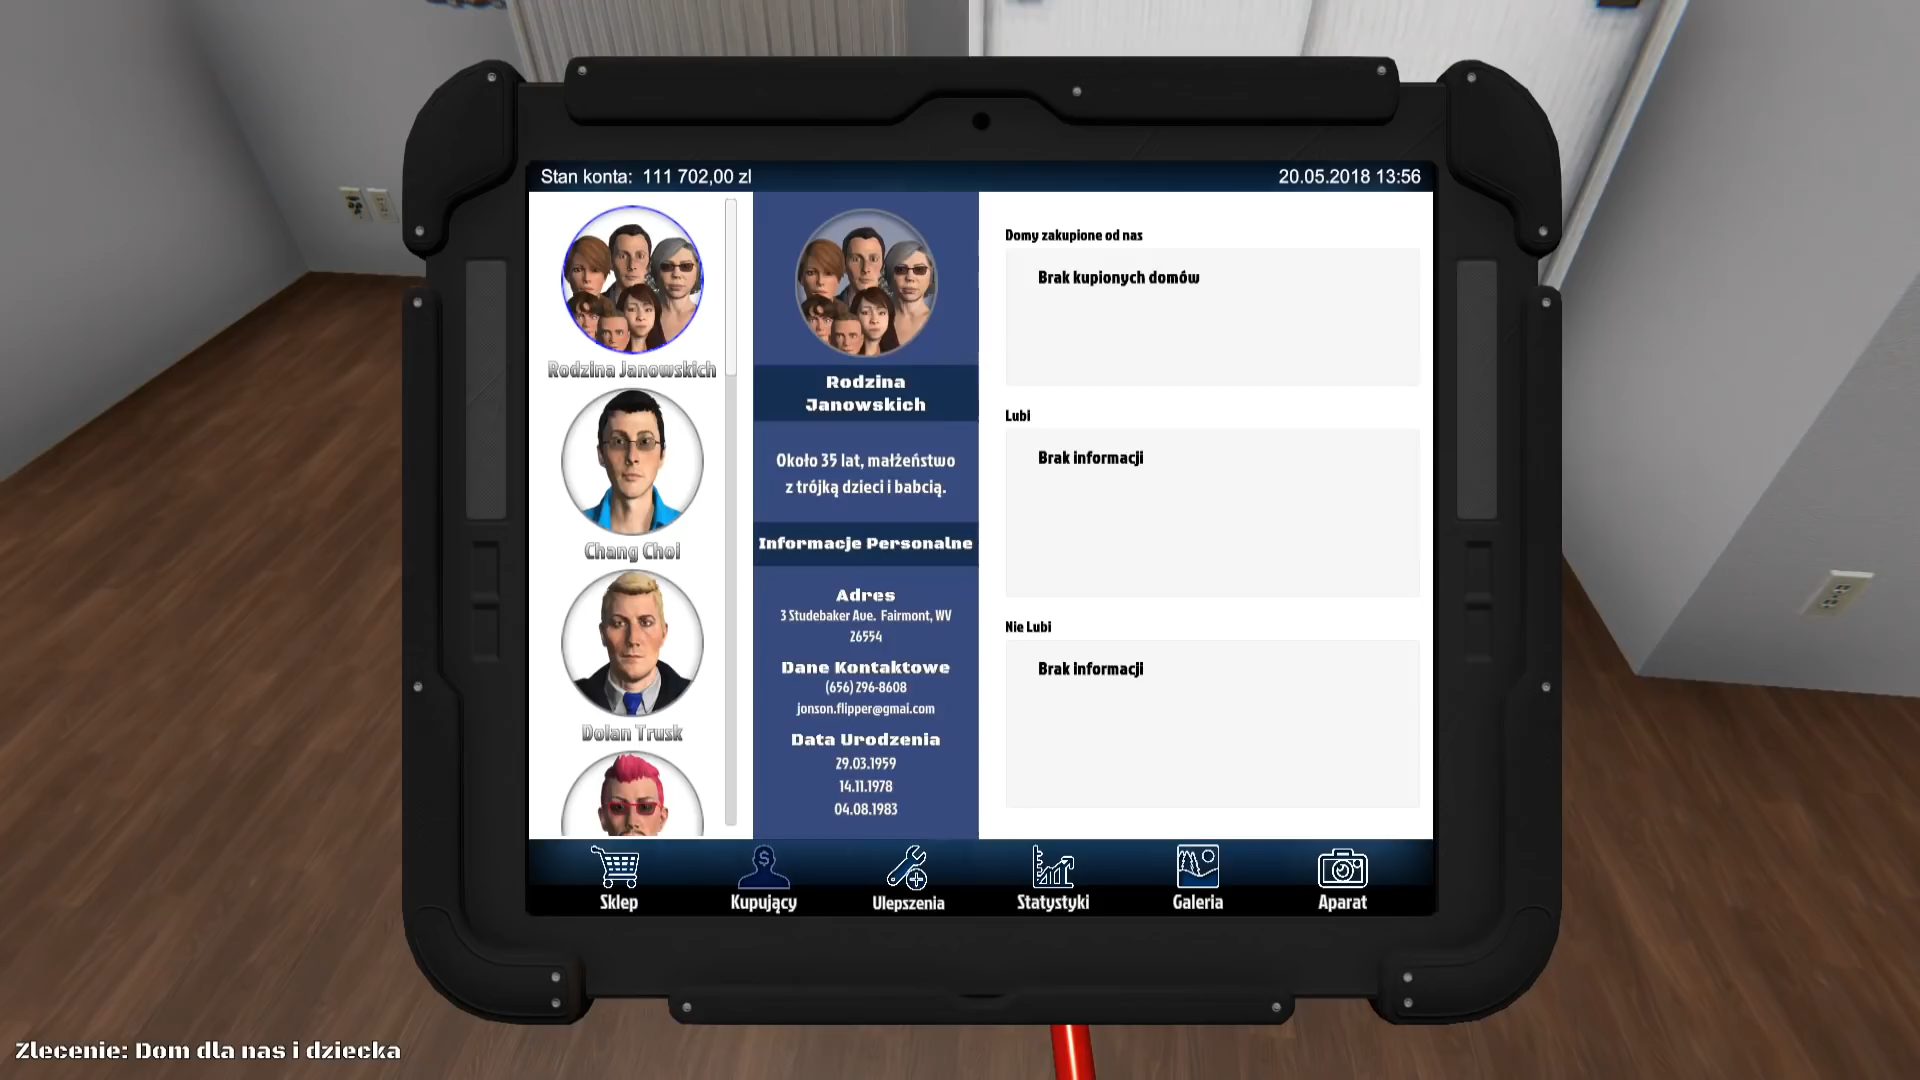 Stan konta: 111 702,00 zl
20.05.2018 13:56
Rodzina Janowskich
Chang Choi
Dolan Trusk
Rodzina
Janowskich
Około 35 lat, małżeństwo
z trójką dzieci i babcią.
Informacje Personalne
Adres
3 Studebaker Ave. Fairmont, WV
26554
Dane Kontaktowe
(656) 296-8608
jonson.flipper@gmai.com
Data Urodzenia
29.03.1959
14.11.1978
04.08.1983
Domy zakupione od nas
Brak kupionych domów
Lubi
Brak informacji
Nie Lubi
Brak informacji
Sklep
Kupujący
Ulepszenia
Statystyki
Galeria
Aparat
Zlecenie: Dom dla nas i dziecka